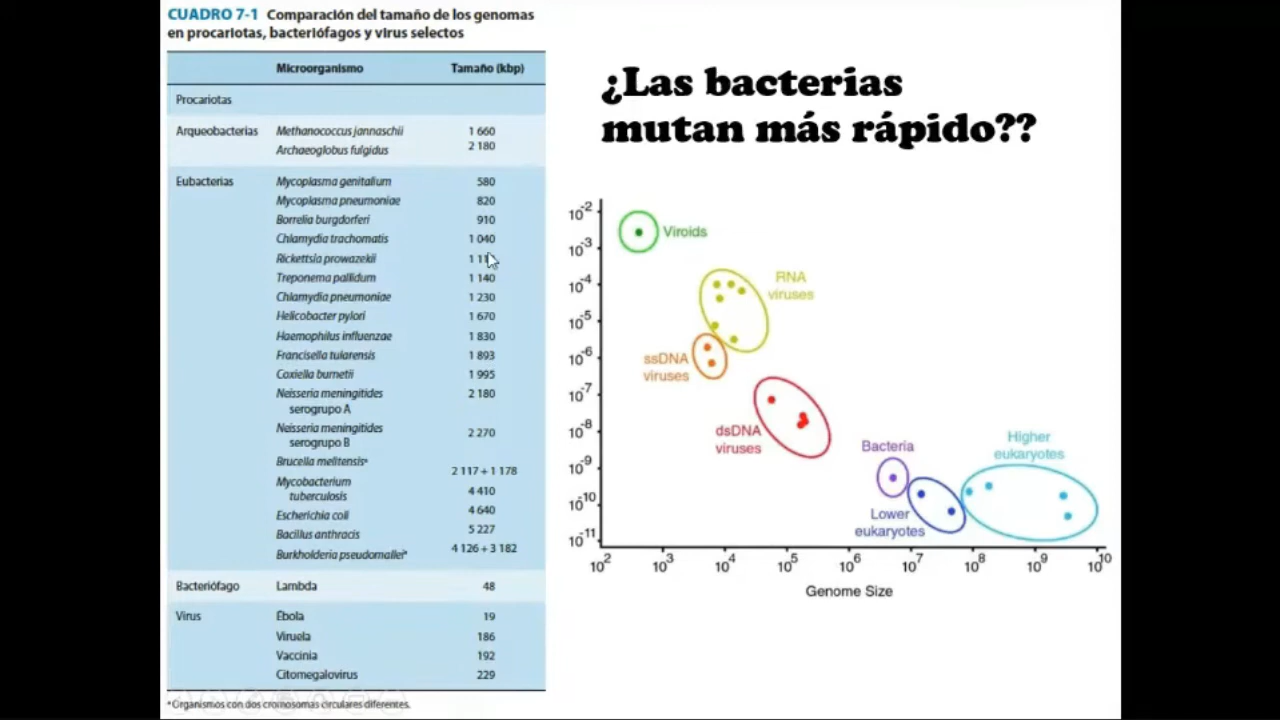 CUADRO 7-1 Comparación del tamaño de los genomas
en procariotas, bacteriófagos y virus selectos
Microorganismo Tamaño (kbp)
Procariotas
Arqueobacterias Methanococcus jannaschii 1 660
Archaeoglobus fulgidus 2 180
Eubacterias Mycoplasma genitalium 580
Mycoplasma pneumoniae 820
Borrelia burgdorferi 910
Chlamydia trachomatis 1 040
Rickettsia prowazekii
Treponema pallidum 1 140
Chlamydia pneumoniae 1 230
Helicobacter pylori 1 670
Haemophilus influenzae 1 830
Francisella tularensis 1 893
Coxiella burnetii 1 995
Neisseria meningitides 2 180
serogrupo A
Neisseria meningitides 2 270
serogrupo B
Brucella melitensisª 2 117 + 1 178
Mycobacterium
tuberculosis 4 410
Escherichia coli 4 640
Bacillus anthracis 5 227
Burkholderia pseudomalleiª 4 126 + 3 182
Bacteriófago Lambda 48
Virus Ébola 19
Viruela 186
Vaccinia 192
Citomegalovirus 229
ªOrganismos con dos cromosomas circulares diferentes.
¿Las bacterias
mutan más rápido??
10-2
10-3
10-4
10-5
10-6
10-7
10-8
10-9
10-10
10-11
Viroids
RNA
viruses
ssDNA
viruses
dsDNA
viruses
Bacteria
Lower
eukaryotes
Higher
eukaryotes
102 103 104 105 106 107 108 109 1010
Genome Size